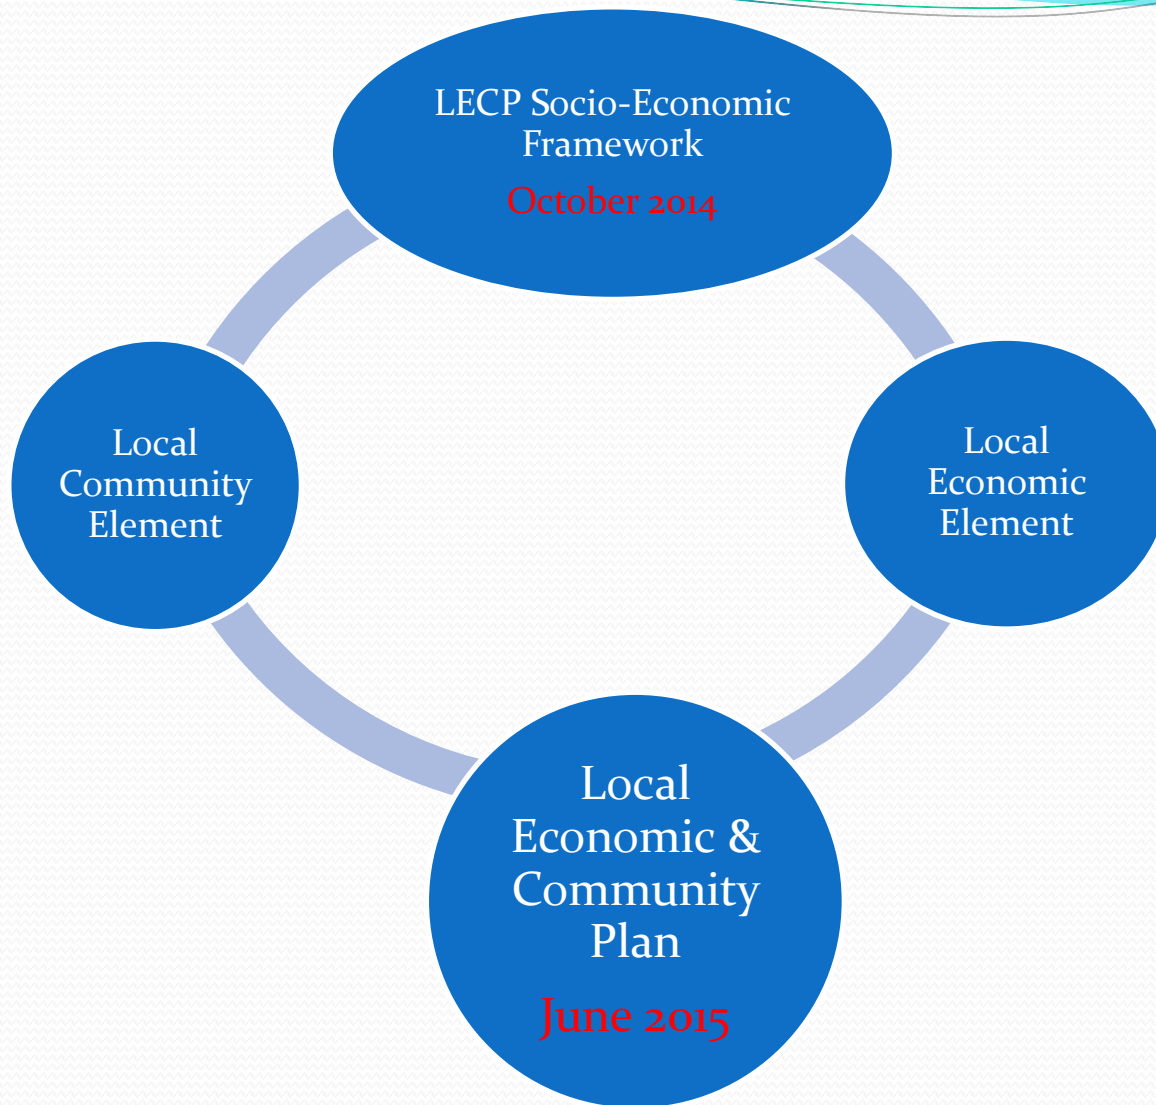 LECP Socio-Economic
Framework
October 2014
Local
Community
Element
Local
Economic
Element
Local
Economic &
Community
Plan
June 2015